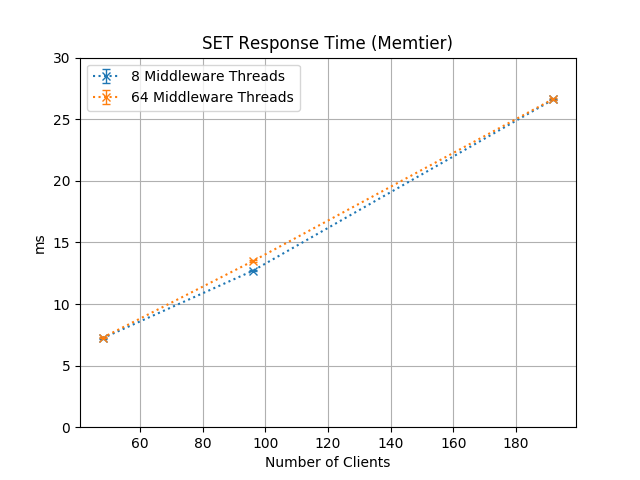 SET Response Time (Memtier)
8 Middleware Threads
64 Middleware Threads
30
25
20
15
10
5
0
ms
60 80 100 120 140 160 180
Number of Clients